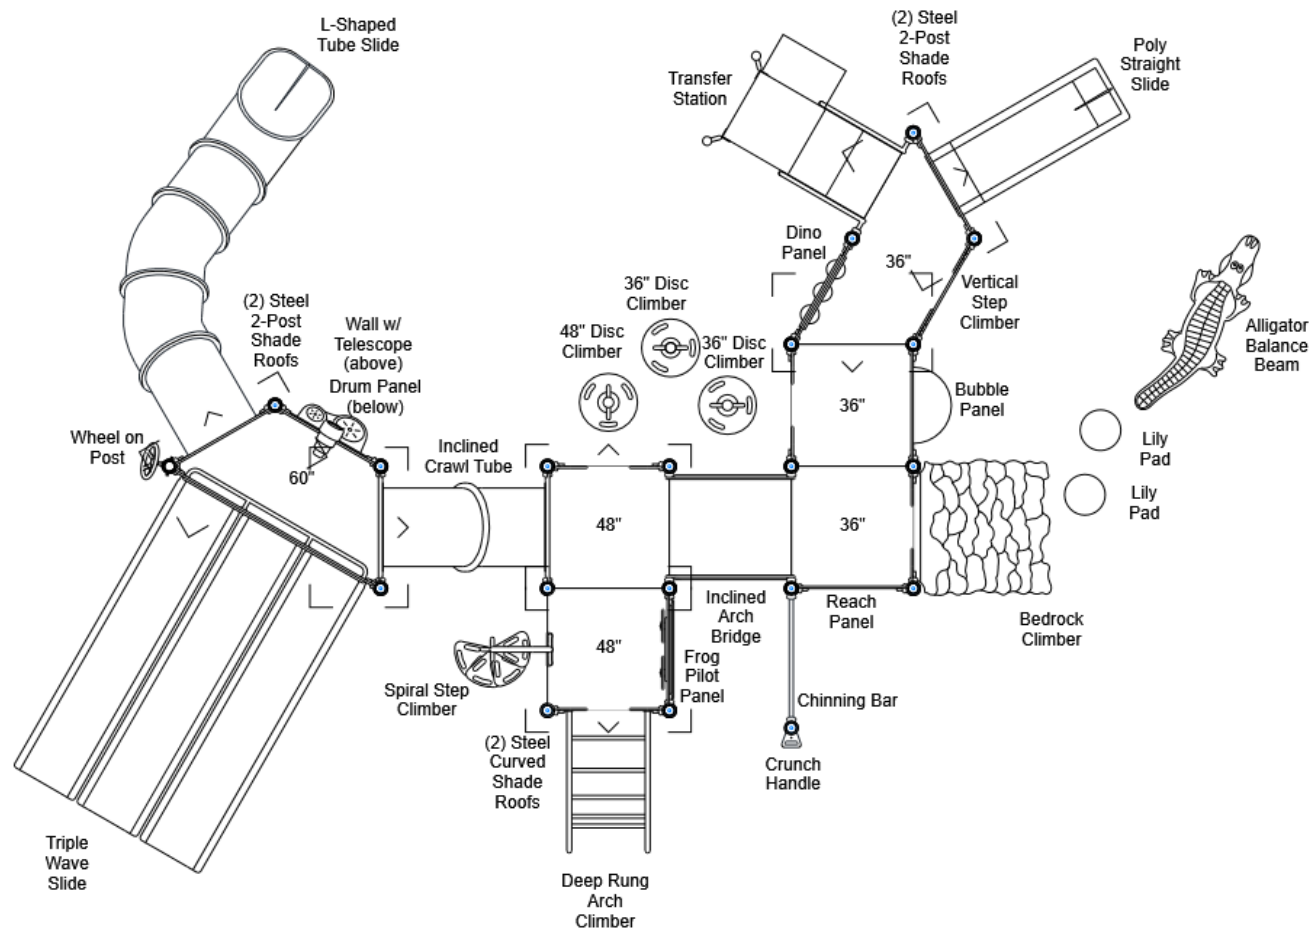 L-Shaped
Tube Slide
(2) Steel
2-Post
Shade
Roofs
Poly
Straight
Slide
Transfer
Station
Dino
Panel
36"
Vertical
Step
Climber
Alligator
Balance
Beam
36" Disc
Climber
48" Disc
Climber
36" Disc
Climber
(2) Steel
2-Post
Shade
Roofs
Wall w/
Telescope
(above)
Drum Panel
(below)
36"
Bubble
Panel
Wheel on
Post
60"
Inclined
Crawl Tube
Lily
Pad
Lily
Pad
48"
36"
Inclined
Arch
Bridge
Reach
Panel
Bedrock
Climber
48"
Frog
Pilot
Panel
Spiral Step
Climber
Chinning Bar
(2) Steel
Curved
Shade
Roofs
Crunch
Handle
Triple
Wave
Slide
Deep Rung
Arch
Climber